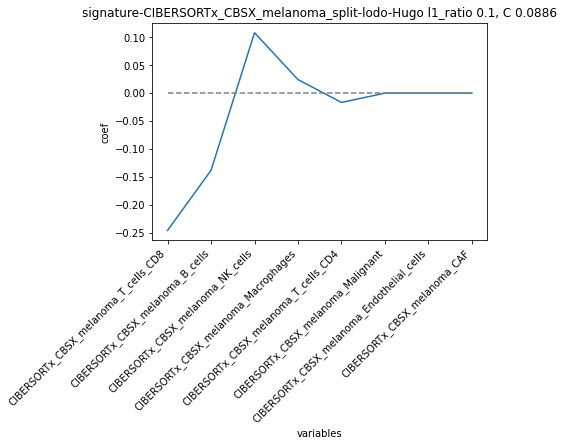 signature-CIBERSORTx_CBSX_melanoma_split-lodo-Hugo l1_ratio 0.1, C 0.0886
0.10
0.05
0.00
−0.05
−0.10
−0.15
−0.20
−0.25
coef
CIBERSORTx_CBSX_melanoma_T_cells_CD8
CIBERSORTx_CBSX_melanoma_B_cells
CIBERSORTx_CBSX_melanoma_NK_cells
CIBERSORTx_CBSX_melanoma_Macrophages
CIBERSORTx_CBSX_melanoma_T_cells_CD4
CIBERSORTx_CBSX_melanoma_Malignant
CIBERSORTx_CBSX_melanoma_Endothelial_cells
CIBERSORTx_CBSX_melanoma_CAF
variables